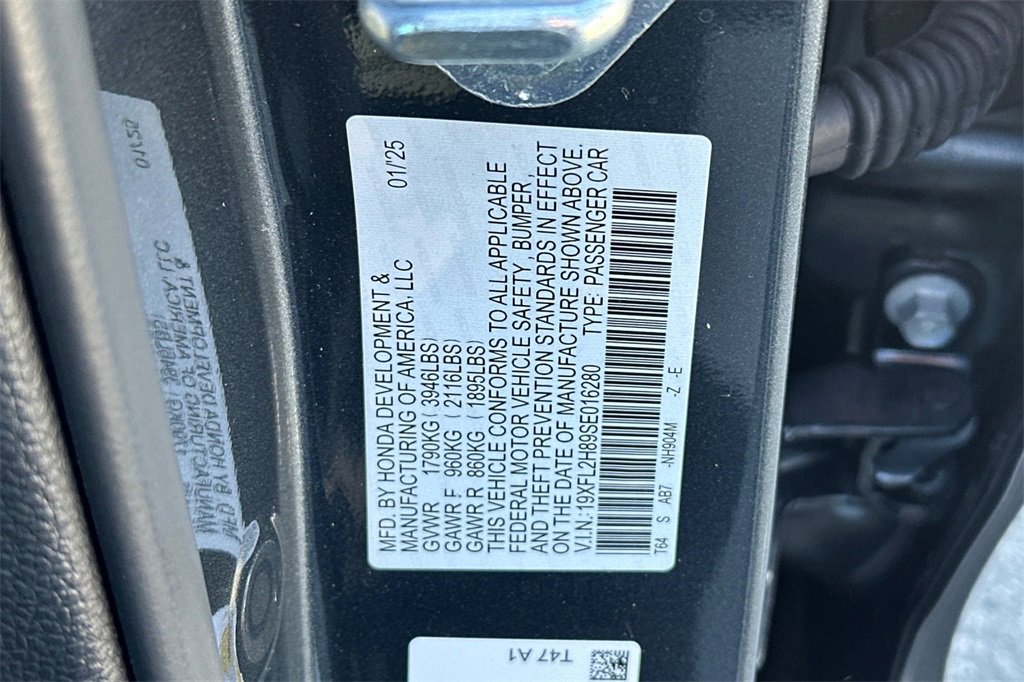 MFD. BY HONDA DEVELOPMENT & 01/'25
MANUFACTURING OF AMERICA, LLC
GVWR 1790KG ( 3946LBS)
GAWR F 960KG ( 2116LBS)
GAWR R 860KG ( 1895LBS)
THIS VEHICLE CONFORMS TO ALL APPLICABLE
FEDERAL MOTOR VEHICLE SAFETY , BUMPER ,
AND THEFT PREVENTION STANDARDS IN EFFECT
ON THE DATE OF MANUFACTURE SHOWN ABOVE.
V.I.N:19XFL2H89SE016280 TYPE: PASSENGER CAR
T64 S AB7 -NH904M -Z -E
T47 A1